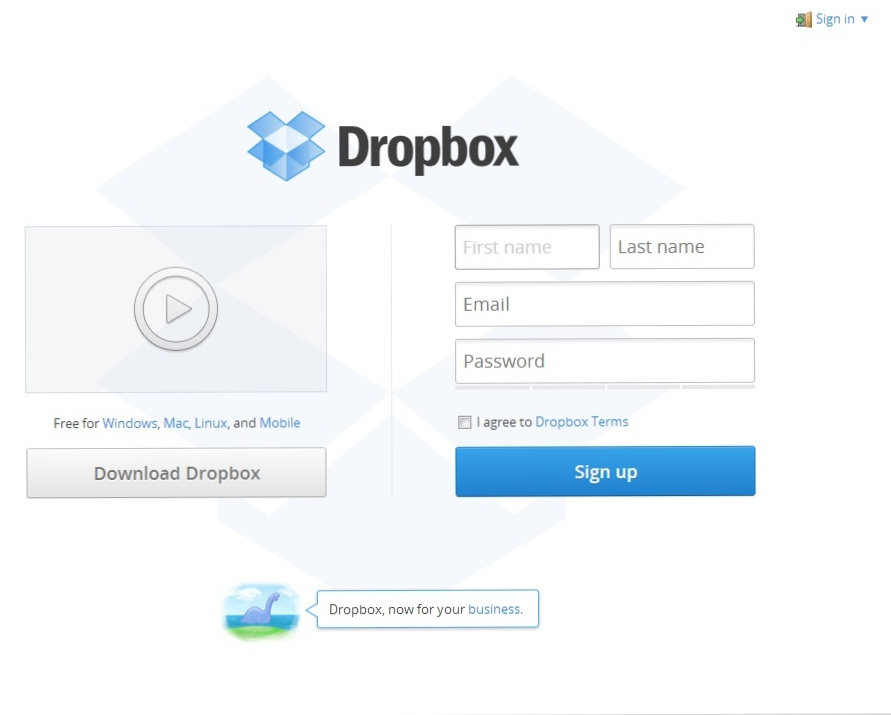 Sign in
Dropbox
First name
Last name
Email
Password
I agree to Dropbox Terms
Sign up
Free for Windows, Mac, Linux, and Mobile
Download Dropbox
Dropbox, now for your business.